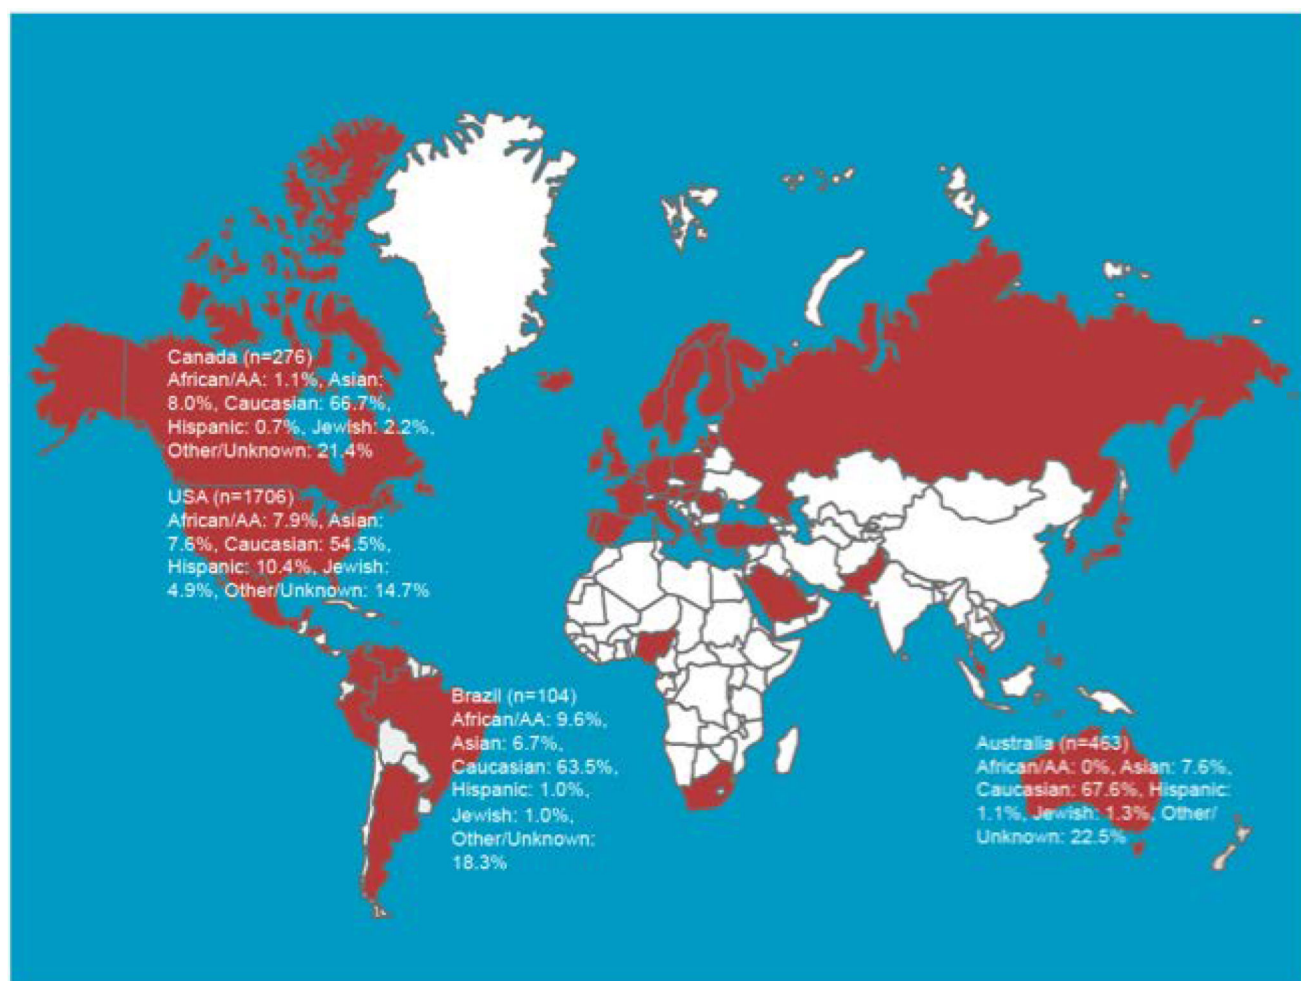 Canada (n=276)
African/AA: 1.1%, Asian:
8.0%, Caucasian: 66.7%,
Hispanic: 0.7%, Jewish: 2.2%,
Other/Unknown: 21.4%
USA (n=1706)
African/AA: 7.9%, Asian:
7.6%, Caucasian: 54.5%,
Hispanic: 10.4%, Jewish:
4.9%, Other/Unknown: 14.7%
Brazil (n=104)
African/AA: 9.6%,
Asian: 6.7%,
Caucasian: 63.5%,
Hispanic: 1.0%,
Jewish: 1.0%,
Other/Unknown:
18.3%
Australia (n=463)
African/AA: 0%, Asian: 7.6%,
Caucasian: 67.6%, Hispanic:
1.1%, Jewish: 1.3%, Other/
Unknown: 22.5%